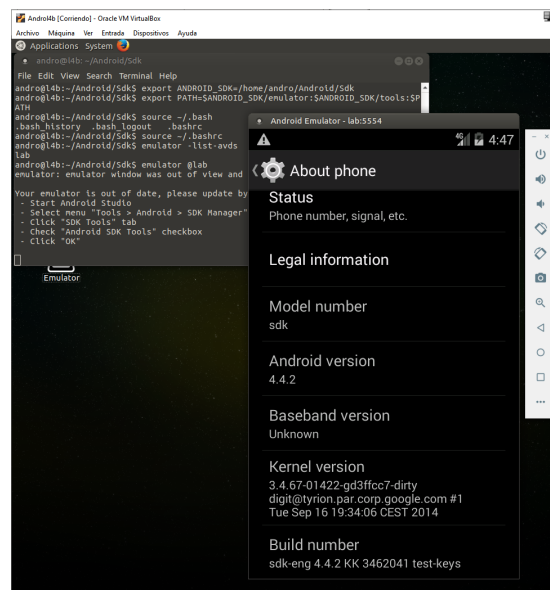 Androl4b [Corriendo] - Oracle VM VirtualBox
Archivo Máquina Ver Entrada Dispositivos Ayuda
Applications System
andro@l4b: ~/Android/Sdk
File Edit View Search Terminal Help
andro@l4b:~/Android/Sdk$ export ANDROID_SDK=/home/andro/Android/Sdk
andro@l4b:~/Android/Sdk$ export PATH=$ANDROID_SDK/emulator:$ANDROID_SDK/tools:$P
ATH
andro@l4b:~/Android/Sdk$ source ~/.bash
.bash_history .bash_logout .bashrc
andro@l4b:~/Android/Sdk$ source ~/.bashrc
andro@l4b:~/Android/Sdk$ emulator -list-avds
lab
andro@l4b:~/Android/Sdk$ emulator @lab
emulator: emulator window was out of view and
Your emulator is out of date, please update by
- Start Android Studio
- Select menu "Tools > Android > SDK Manager"
- Click "SDK Tools" tab
- Check "Android SDK Tools" checkbox
- Click "OK"
Emulator
Android Emulator - lab:5554
4G 4:47
About phone
Status
Phone number, signal, etc.
Legal information
Model number
sdk
Android version
4.4.2
Baseband version
Unknown
Kernel version
3.4.67-01422-gd3ffcc7-dirty
digit@tyrion.par.corp.google.com #1
Tue Sep 16 19:34:06 CEST 2014
Build number
sdk-eng 4.4.2 KK 3462041 test-keys